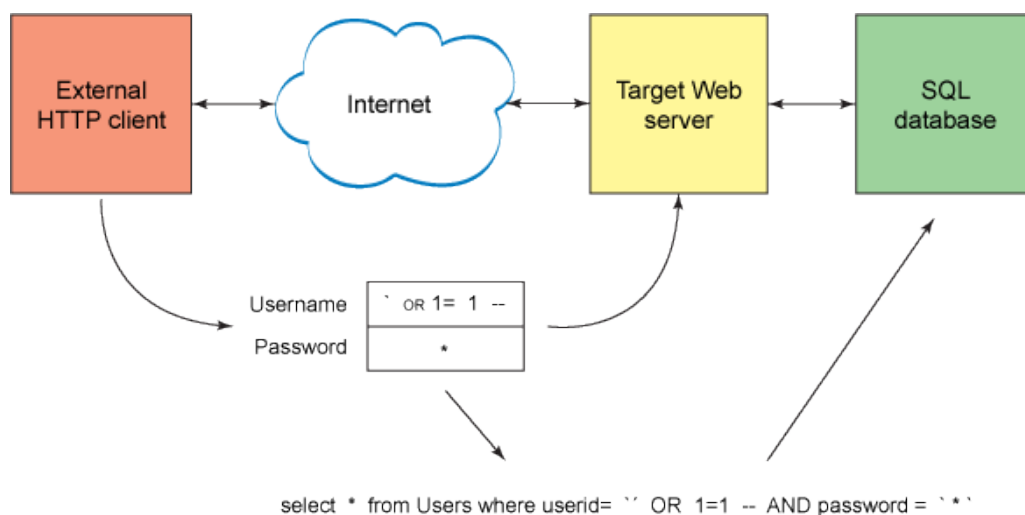 External
HTTP client
Internet
Target Web
server
SQL
database
Username ` OR 1= 1 --
Password *
select * from Users where userid= `´ OR 1=1 -- AND password = ` * `